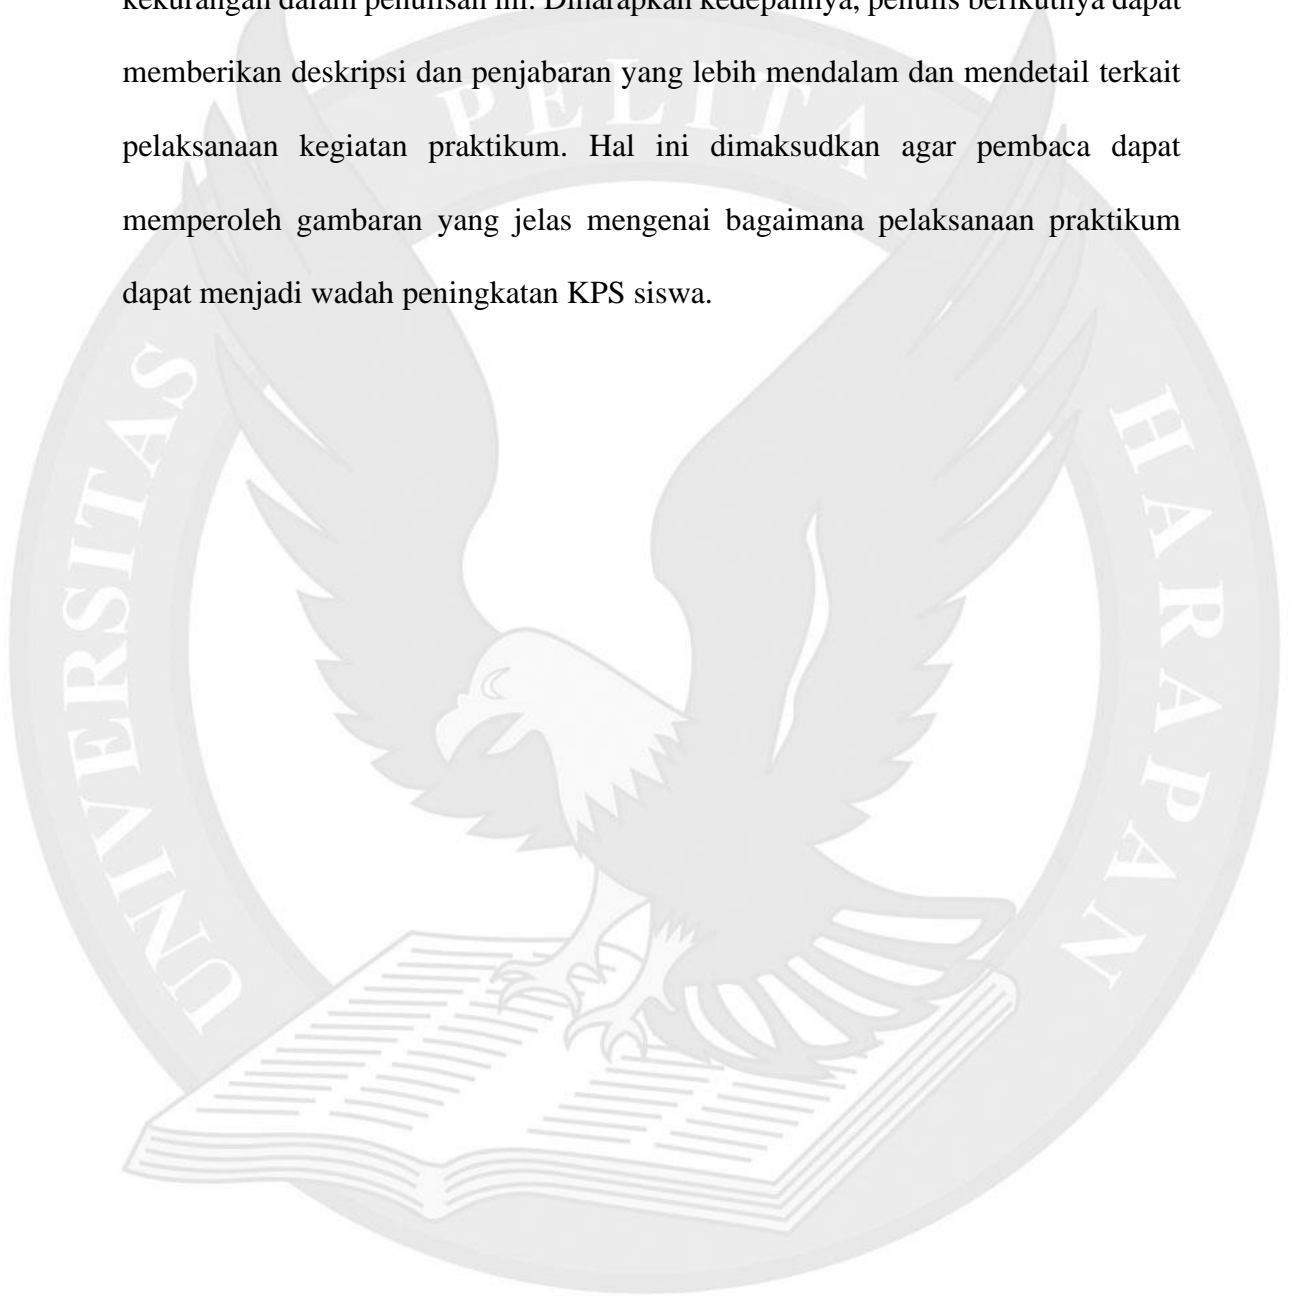 kekurangan dalam penulisan ini. Diharapkan kedepannya, penulis berikutnya dapat
memberikan deskripsi dan penjabaran yang lebih mendalam dan mendetail terkait
pelaksanaan kegiatan praktikum. Hal ini dimaksudkan agar pembaca dapat
memperoleh gambaran yang jelas mengenai bagaimana pelaksanaan praktikum
dapat menjadi wadah peningkatan KPS siswa.
UNIVERSITAS
PELITA
HARAPAN